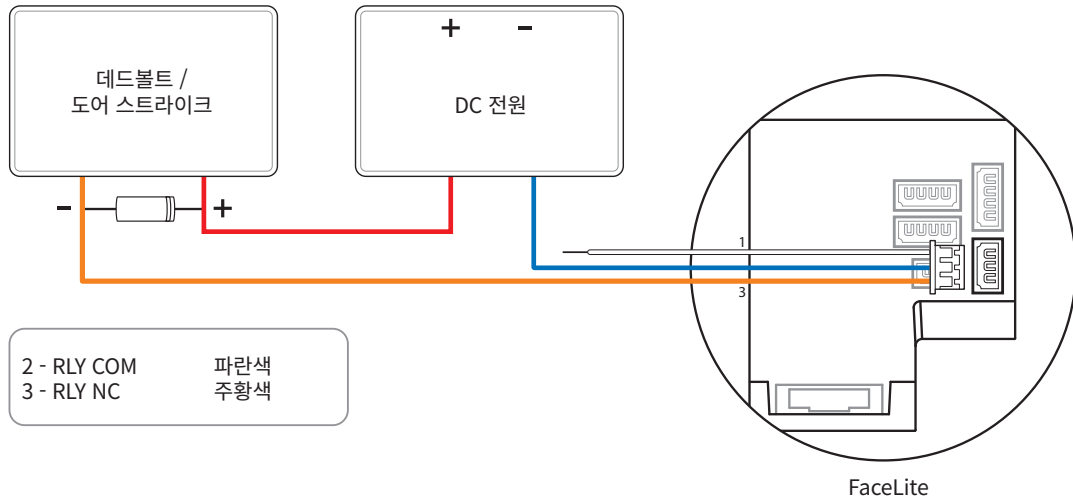 데드볼트 /
도어 스트라이크
+ -
DC 전원
- +
1
3
2 - RLY COM 파란색
3 - RLY NC 주황색
FaceLite